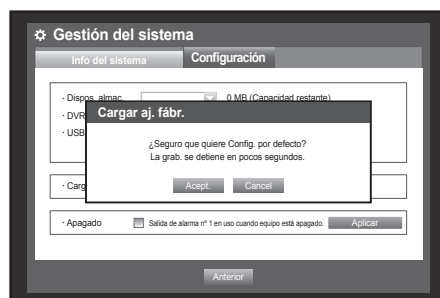 Gestión del sistema
Info del sistema Configuración
· Dispos. almac. 0 MB (Capacidad restante)
· DVR
Cargar aj. fábr.
· USB
¿Seguro que quiere Config. por defecto?
La grab. se detiene en pocos segundos.
· Carg
Acept. Cancel
· Apagado Salida de alarma nº 1 en uso cuando equipo está apagado. Aplicar
Anterior